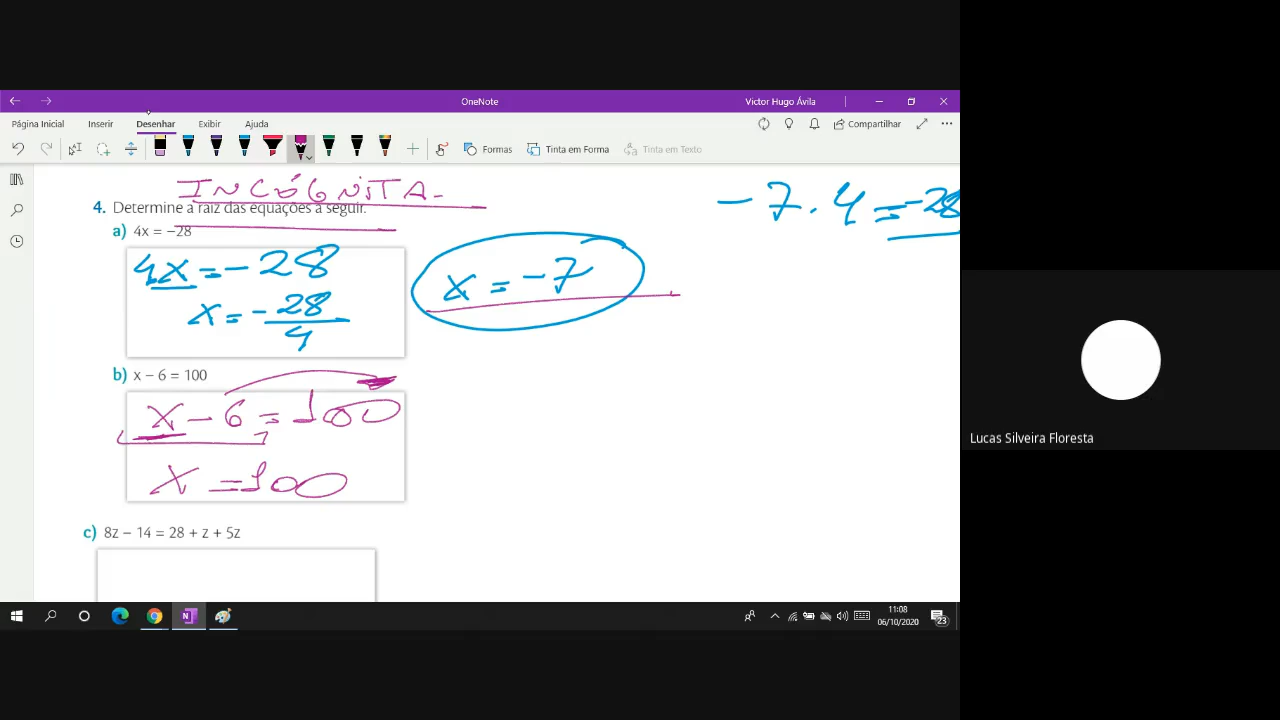 OneNote
Victor Hugo Ávila
Página Inicial
Inserir
Desenhar
Exibir
Ajuda
Compartilhar
Formas
Tinta em Forma
Tinta em Texto
INCÓGNITA
4. Determine a raiz das equações a seguir.
a) 4x = −28
4x = -28
x = -28/4
x = -7
-7 . 4 = -28
b) x − 6 = 100
x - 6 = 100
x = 100
c) 8z − 14 = 28 + z + 5z
Lucas Silveira Floresta
11:08
06/10/2020
23